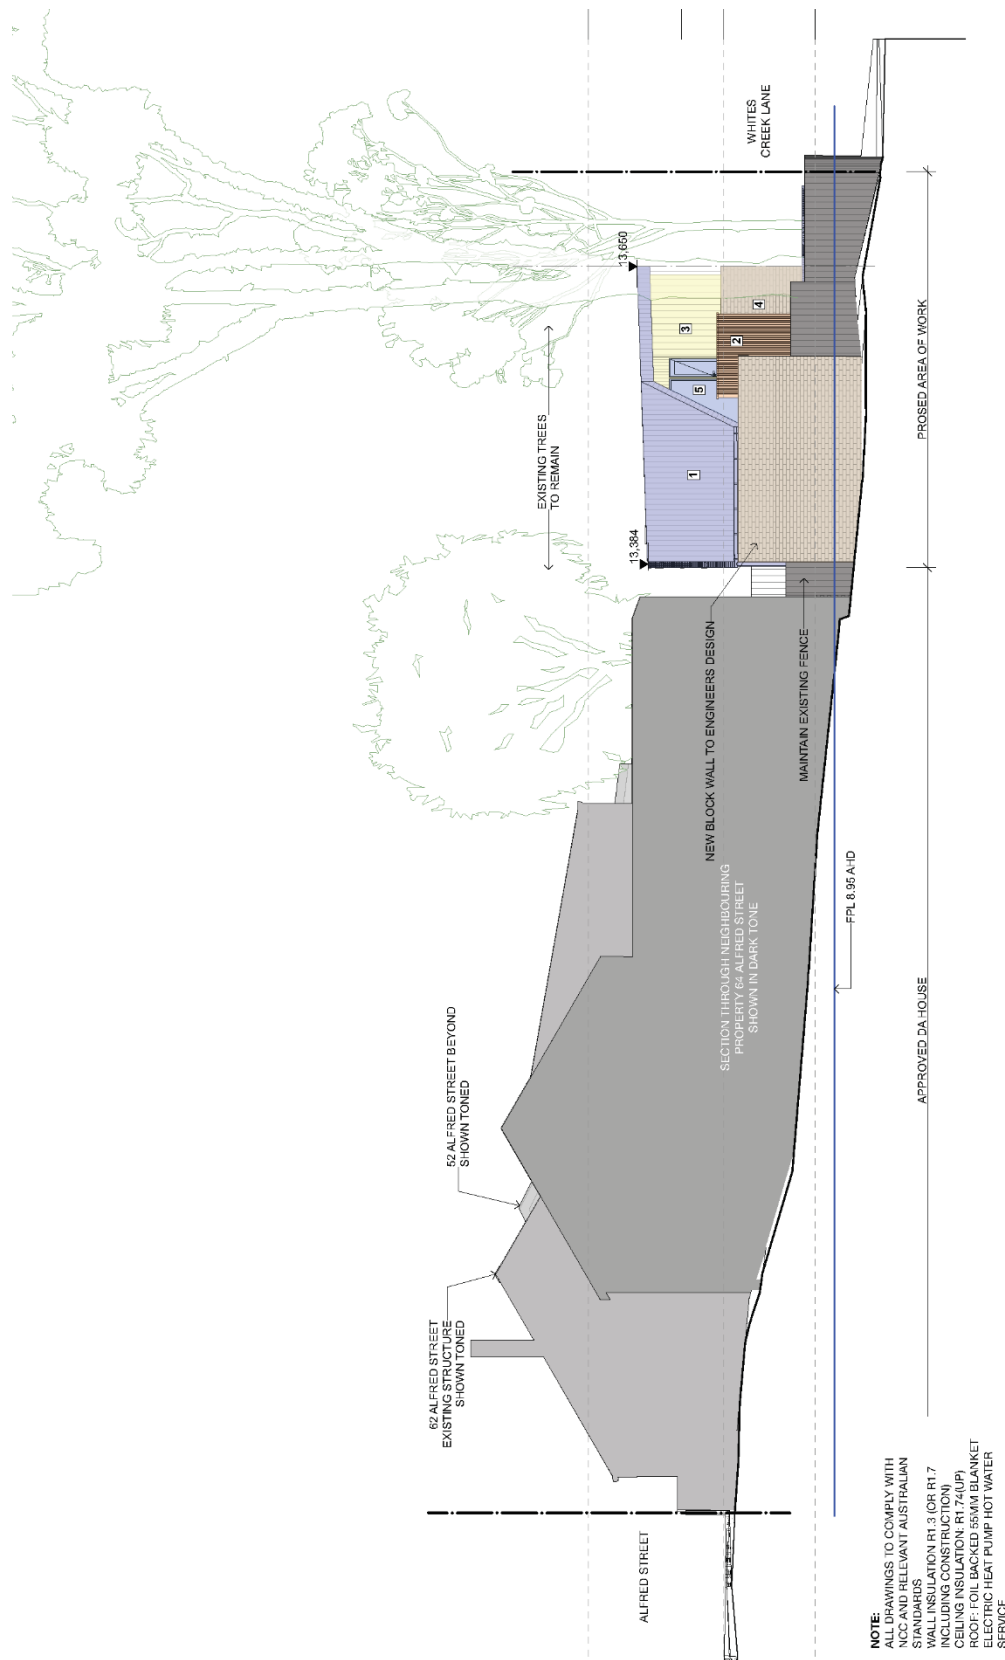 ALFRED STREET
62 ALFRED STREET
EXISTING STRUCTURE
SHOWN TONED
52 ALFRED STREET BEYOND
SHOWN TONED
EXISTING TREES
TO REMAIN
13,384
13,650
WHITES
CREEK LANE
1
2
3
4
5
NEW BLOCK WALL TO ENGINEERS DESIGN
SECTION THROUGH NEIGHBOURING
PROPERTY 64 ALFRED STREET
SHOWN IN DARK TONE
MAINTAIN EXISTING FENCE
FPL 8.95 AHD
APPROVED DA HOUSE
PROSED AREA OF WORK
NOTE:
ALL DRAWINGS TO COMPLY WITH
NCC AND RELEVANT AUSTRALIAN
STANDARDS
WALL INSULATION R1.3 (OR R1.7
INCLUDING CONSTRUCTION)
CEILING INSULATION: R1.74(UP)
ROOF: FOIL BACKED 55MM BLANKET
ELECTRIC HEAT PUMP HOT WATER
SERVICE